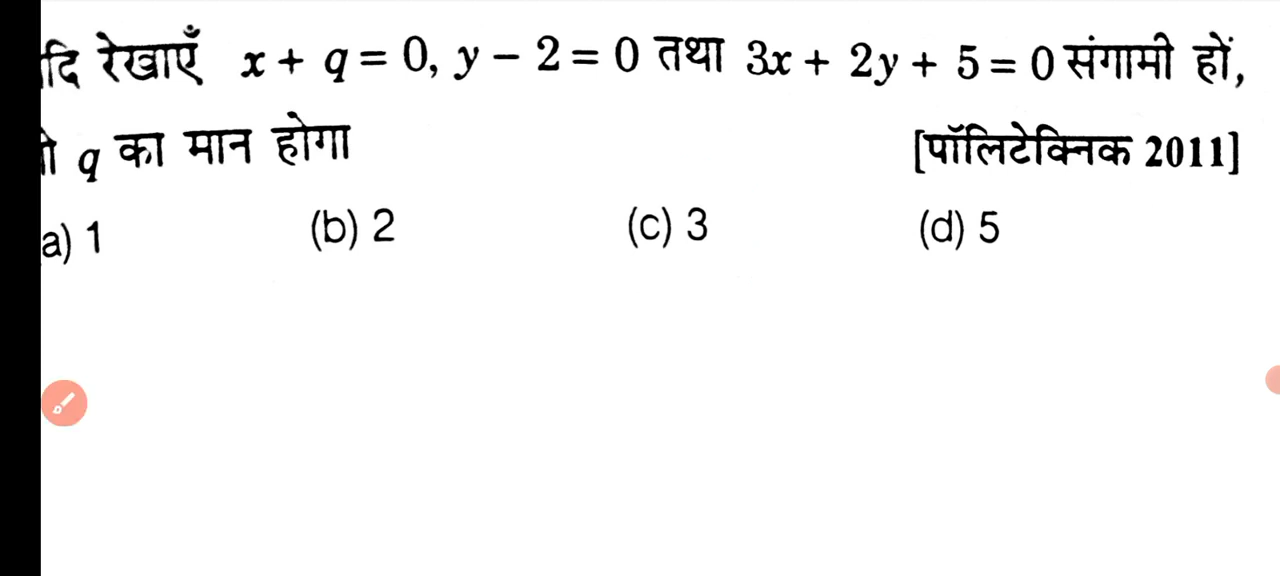 दि रेखाएँ x + q = 0, y – 2 = 0 तथा 3x + 2y + 5 = 0 संगामी हों,
q का मान होगा [पॉलिटेक्निक 2011]
a) 1 (b) 2 (c) 3 (d) 5